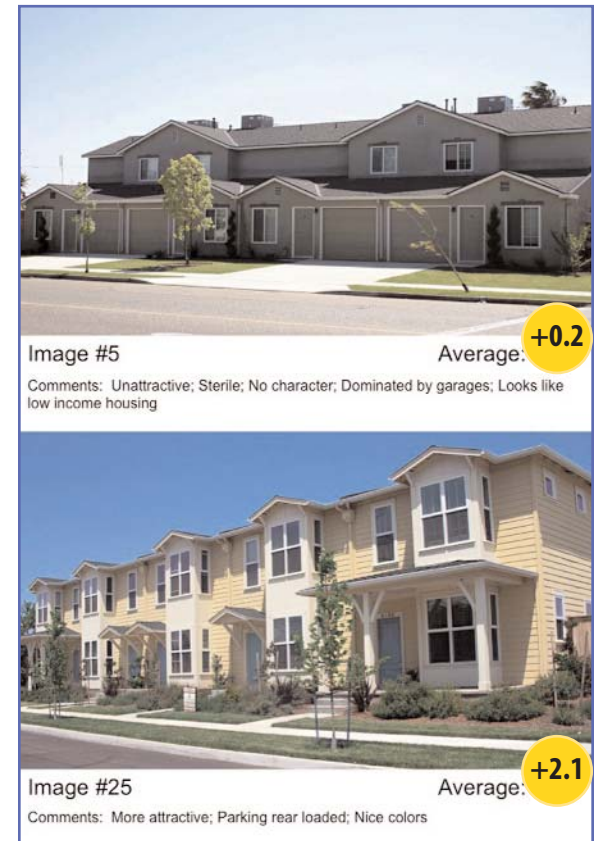 +0.2
Image #5 Average:
Comments: Unattractive; Sterile; No character; Dominated by garages; Looks like
low income housing
+2.1
Image #25 Average:
Comments: More attractive; Parking rear loaded; Nice colors